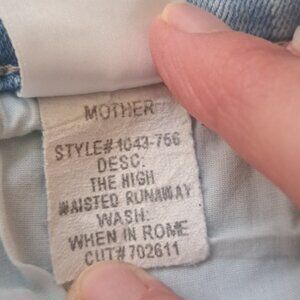 MOTHER
STYLE#1043-756
DESC:
THE HIGH
WAISTED RUNAWAY
WASH:
WHEN IN ROME
CUT#702611